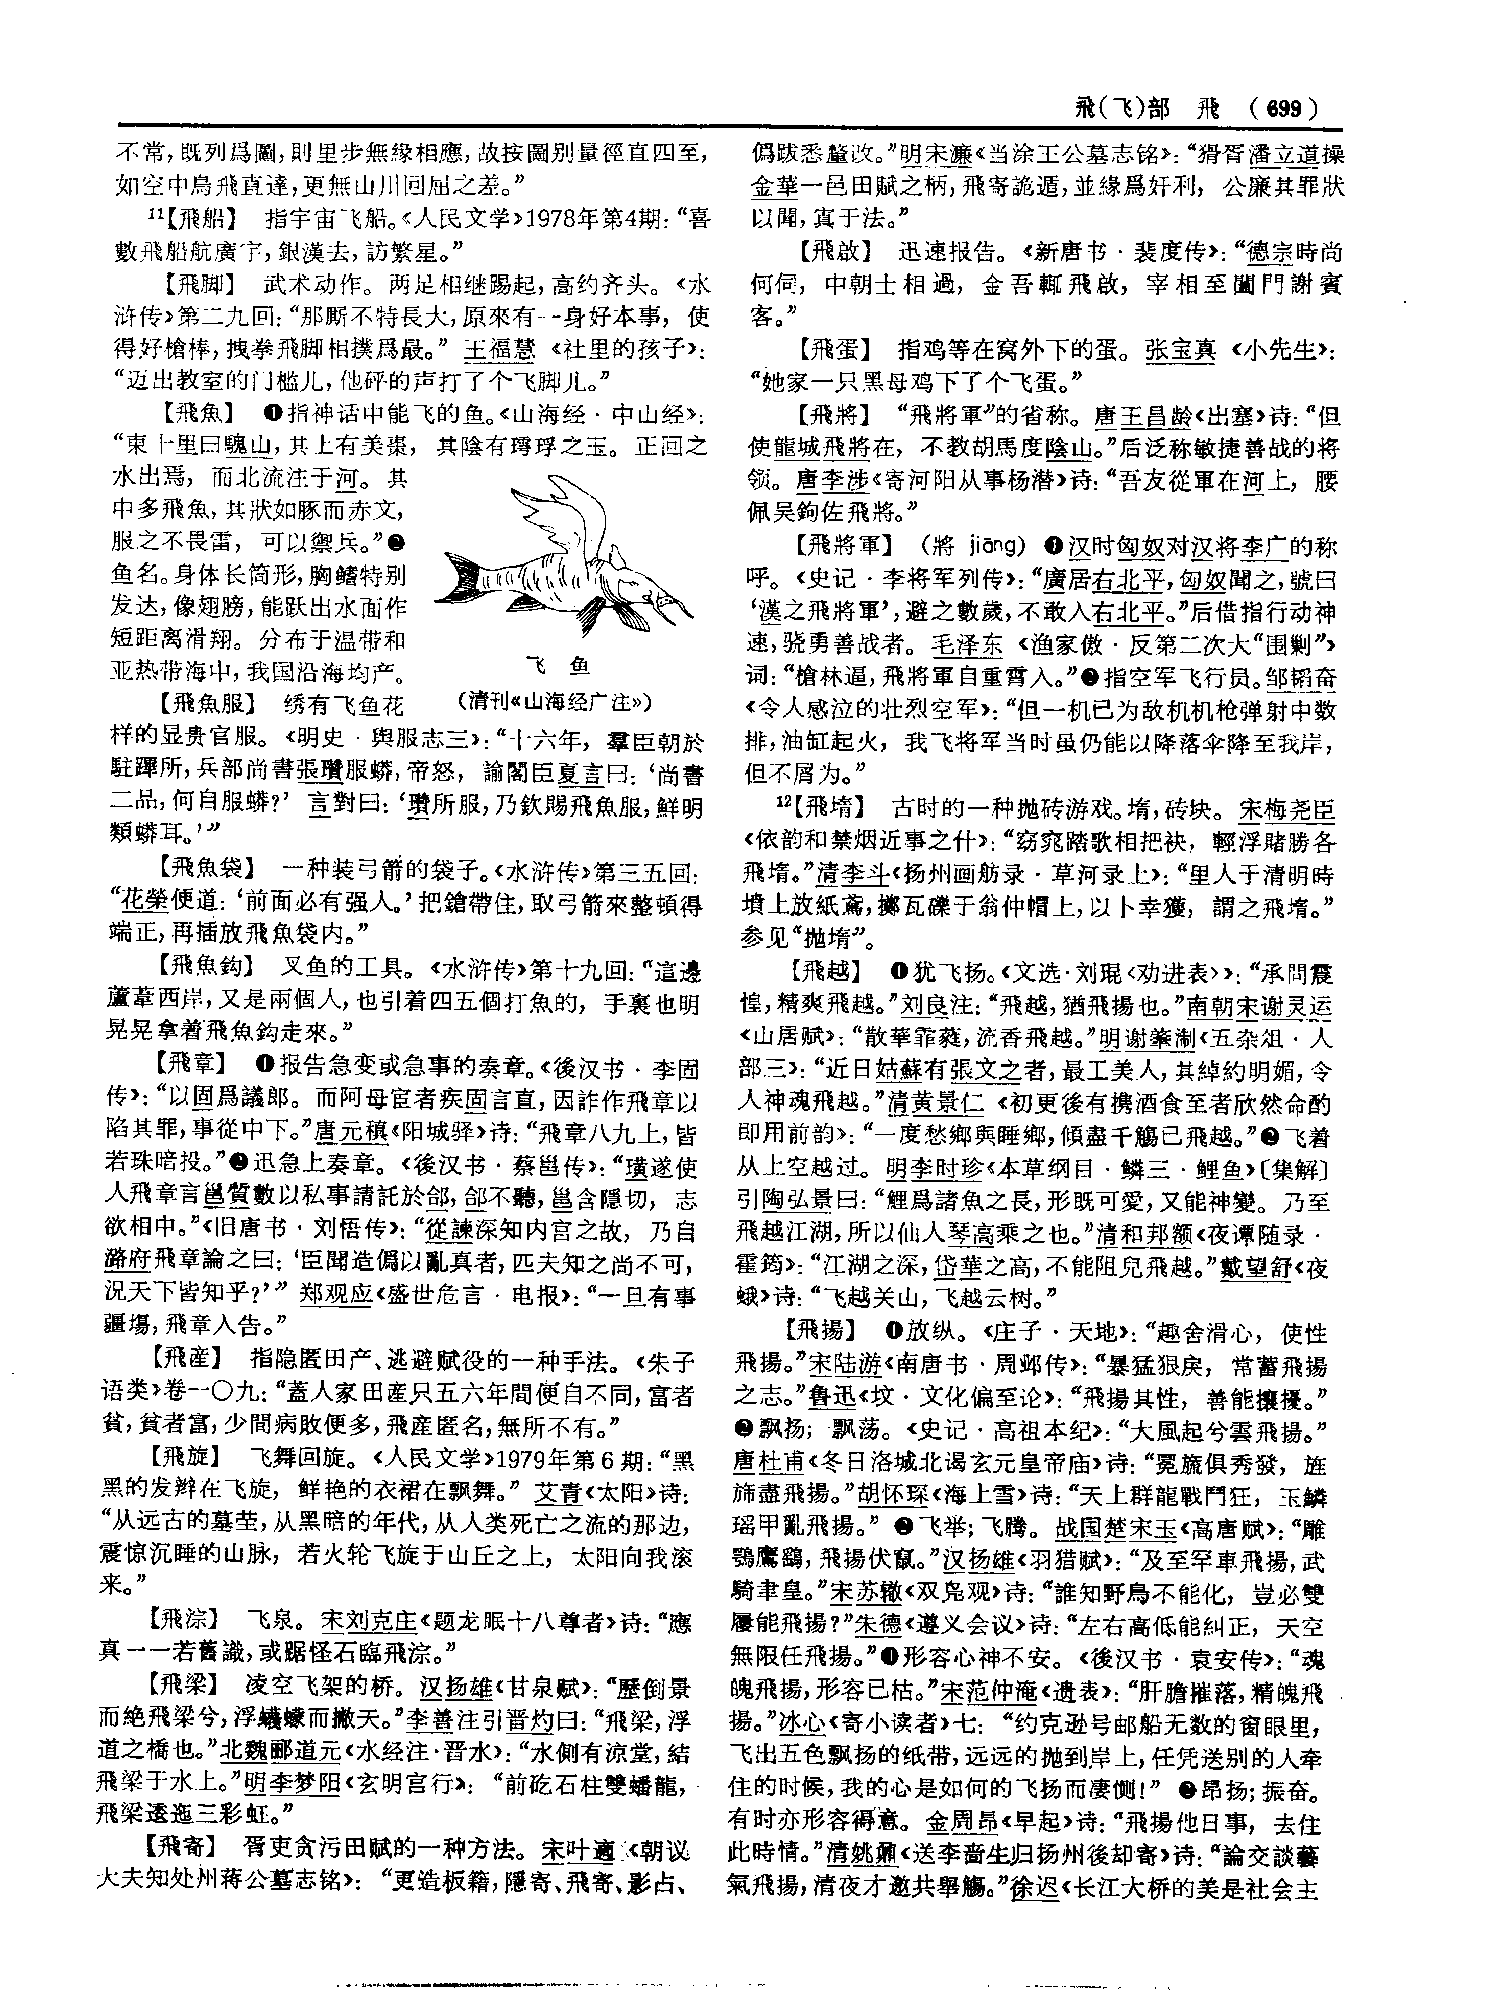 飛(飞)部　飛　（699）
不常，既列爲圖，則里步無緣相應，故按圖别量徑直四至，
如空中鳥飛直達，更無山川回屈之差。”
11【飛船】　指宇宙飞船。《人民文学》1978年第4期：“喜
數飛船航廣宇，銀漢去，訪繁星。”
【飛脚】　武术动作。两足相继踢起，高约齐头。《水
浒传》第二九回：“那厮不特長大，原來有一身好本事，使
得好槍棒，拽拳飛脚相撲爲最。”王福慧《社里的孩子》：
“迈出教室的门槛儿，他砰的声打了个飞脚儿。”
【飛魚】　❶指神话中能飞的鱼。《山海经·中山经》：
“東十里曰騩山，其上有美棗，其陰有㻬琈之玉。正回之
水出焉，而北流注于河。其
中多飛魚，其狀如豚而赤文，
服之不畏雷，可以禦兵。”❷
鱼名。身体长筒形，胸鳍特别
发达，像翅膀，能跃出水面作
短距离滑翔。分布于温带和
亚热带海中，我国沿海均产。
飞　鱼
（清刊《山海经广注》）
【飛魚服】　绣有飞鱼花
样的显贵官服。《明史·舆服志三》：“十六年，羣臣朝於
駐蹕所，兵部尚書張瓚服蟒，帝怒，諭閣臣夏言曰：‘尚書
二品，何自服蟒？’言對曰：‘瓚所服，乃欽賜飛魚服，鮮明
類蟒耳。’”
【飛魚袋】　一种装弓箭的袋子。《水浒传》第三五回：
“花榮便道：‘前面必有强人。’把鎗帶住，取弓箭來整頓得
端正，再插放飛魚袋内。”
【飛魚鈎】　叉鱼的工具。《水浒传》第十九回：“這邊
蘆葦西岸，又是兩個人，也引着四五個打魚的，手裏也明
晃晃拿着飛魚鈎走來。”
【飛章】　❶报告急变或急事的奏章。《後汉书·李固
传》：“以固爲議郎。而阿母宦者疾固言直，因詐作飛章以
陷其罪，事從中下。”唐元稹《阳城驿》诗：“飛章八九上，皆
若珠暗投。”❷迅急上奏章。《後汉书·蔡邕传》：“璜遂使
人飛章言邕質數以私事請託於郃，郃不聽，邕含隱切，志
欲相中。”《旧唐书·刘悟传》：“從諫深知内宫之故，乃自
潞府飛章論之曰：‘臣聞造僞以亂真者，匹夫知之尚不可，
況天下皆知乎？’”郑观应《盛世危言·电报》：“一旦有事
疆埸，飛章入告。”
【飛産】　指隐匿田产、逃避赋役的一种手法。《朱子
语类》卷一〇九：“蓋人家田産只五六年間便自不同，富者
貧，貧者富，少間病敗便多，飛産匿名，無所不有。”
【飛旋】　飞舞回旋。《人民文学》1979年第6期：“黑
黑的发辫在飞旋，鲜艳的衣裙在飘舞。”艾青《太阳》诗：
“从远古的墓茔，从黑暗的年代，从人类死亡之流的那边，
震惊沉睡的山脉，若火轮飞旋于山丘之上，太阳向我滚
来。”
【飛淙】　飞泉。宋刘克庄《题龙眠十八尊者》诗：“應
真一一若舊識，或踞怪石臨飛淙。”
【飛梁】　凌空飞架的桥。汉扬雄《甘泉赋》：“歷倒景
而絶飛梁兮，浮蠛蠓而撇天。”李善注引晋灼曰：“飛梁，浮
道之橋也。”北魏郦道元《水经注·晋水》：“水側有涼堂，結
飛梁于水上。”明李梦阳《玄明宫行》：“前矻石柱雙蟠龍，
飛梁逶迤三彩虹。”
【飛寄】　胥吏贪污田赋的一种方法。宋叶適《朝议
大夫知处州蒋公墓志铭》：“更造板籍，隱寄、飛寄、影占、
僞跋悉釐改。”明宋濂《当涂王公墓志铭》：“猾胥潘立道操
金華一邑田賦之柄，飛寄詭遁，並緣爲奸利，公廉其罪狀
以聞，寘于法。”
【飛啟】　迅速报告。《新唐书·裴度传》：“德宗時尚
何伺，中朝士相過，金吾輒飛啟，宰相至闔門謝賓
客。”
【飛蛋】　指鸡等在窝外下的蛋。张宝真《小先生》：
“她家一只黑母鸡下了个飞蛋。”
【飛將】　“飛將軍”的省称。唐王昌龄《出塞》诗：“但
使龍城飛將在，不教胡馬度陰山。”后泛称敏捷善战的将
领。唐李涉《寄河阳从事杨潜》诗：“吾友從軍在河上，腰
佩吴鉤佐飛將。”
【飛將軍】（將 jiāng）❶汉时匈奴对汉将李广的称
呼。《史记·李将军列传》：“廣居右北平，匈奴聞之，號曰
‘漢之飛將軍’，避之數歲，不敢入右北平。”后借指行动神
速，骁勇善战者。毛泽东《渔家傲·反第二次大“围剿”》
词：“槍林逼，飛將軍自重霄入。”❷指空军飞行员。邹韬奋
《令人感泣的壮烈空军》：“但一机已为敌机机枪弹射中数
排，油缸起火，我飞将军当时虽仍能以降落伞降至我岸，
但不屑为。”
12【飛堶】　古时的一种抛砖游戏。堶，砖块。宋梅尧臣
《依韵和禁烟近事之什》：“窈窕踏歌相把袂，輕浮賭勝各
飛堶。”清李斗《扬州画舫录·草河录上》：“里人于清明時
墳上放紙鳶，擲瓦礫于翁仲帽上，以卜幸獲，謂之飛堶。”
参见“抛堶”。
【飛越】　❶犹飞扬。《文选·刘琨〈劝进表〉》：“承問震
惶，精爽飛越。”刘良注：“飛越，猶飛揚也。”南朝宋谢灵运
《山居赋》：“散華霏蕤，流香飛越。”明谢肇淛《五杂俎·人
部三》：“近日姑蘇有張文之者，最工美人，其綽約明媚，令
人神魂飛越。”清黄景仁《初更後有携酒食至者欣然命酌
即用前韵》：“一度愁鄉與睡鄉，傾盡千觴已飛越。”❷飞着
从上空越过。明李时珍《本草纲目·鳞三·鲤鱼》〔集解〕
引陶弘景曰：“鯉爲諸魚之長，形既可愛，又能神變。乃至
飛越江湖，所以仙人琴高乘之也。”清和邦额《夜谭随录·
霍筠》：“江湖之深，岱華之高，不能阻兒飛越。”戴望舒《夜
蛾》诗：“飞越关山，飞越云树。”
【飛揚】　❶放纵。《庄子·天地》：“趣舍滑心，使性
飛揚。”宋陆游《南唐书·周邺传》：“暴猛狠戾，常蓄飛揚
之志。”鲁迅《坟·文化偏至论》：“飛揚其性，善能攘擾。”
❷飘扬；飘荡。《史记·高祖本纪》：“大風起兮雲飛揚。”
唐杜甫《冬日洛城北谒玄元皇帝庙》诗：“冕旒俱秀發，旌
旆盡飛揚。”胡怀琛《海上雪》诗：“天上群龍戰鬥狂，玉鱗
瑶甲亂飛揚。”❸飞举；飞腾。战国楚宋玉《高唐赋》：“雕
鶚鷹鷂，飛揚伏竄。”汉扬雄《羽猎赋》：“及至罕車飛揚，武
騎聿皇。”宋苏辙《双凫观》诗：“誰知野鳥不能化，豈必雙
屨能飛揚？”朱德《遵义会议》诗：“左右高低能糾正，天空
無限任飛揚。”❹形容心神不安。《後汉书·袁安传》：“魂
魄飛揚，形容已枯。”宋范仲淹《遗表》：“肝膽摧落，精魄飛
揚。”冰心《寄小读者》七：“约克逊号邮船无数的窗眼里，
飞出五色飘扬的纸带，远远的抛到岸上，任凭送别的人牵
住的时候，我的心是如何的飞扬而凄恻！”❺昂扬；振奋。
有时亦形容得意。金周昂《早起》诗：“飛揚他日事，去住
此時情。”清姚鼐《送李啬生归扬州後却寄》诗：“論交談藝
氣飛揚，清夜才邀共舉觴。”徐迟《长江大桥的美是社会主